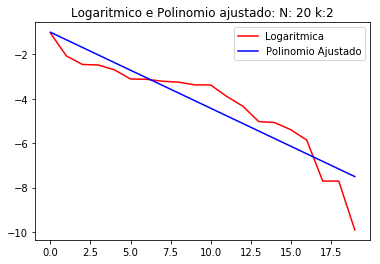 Logaritmico e Polinomio ajustado: N: 20 k:2
Logaritmica
Polinomio Ajustado
−2
−4
−6
−8
−10
0.0 2.5 5.0 7.5 10.0 12.5 15.0 17.5